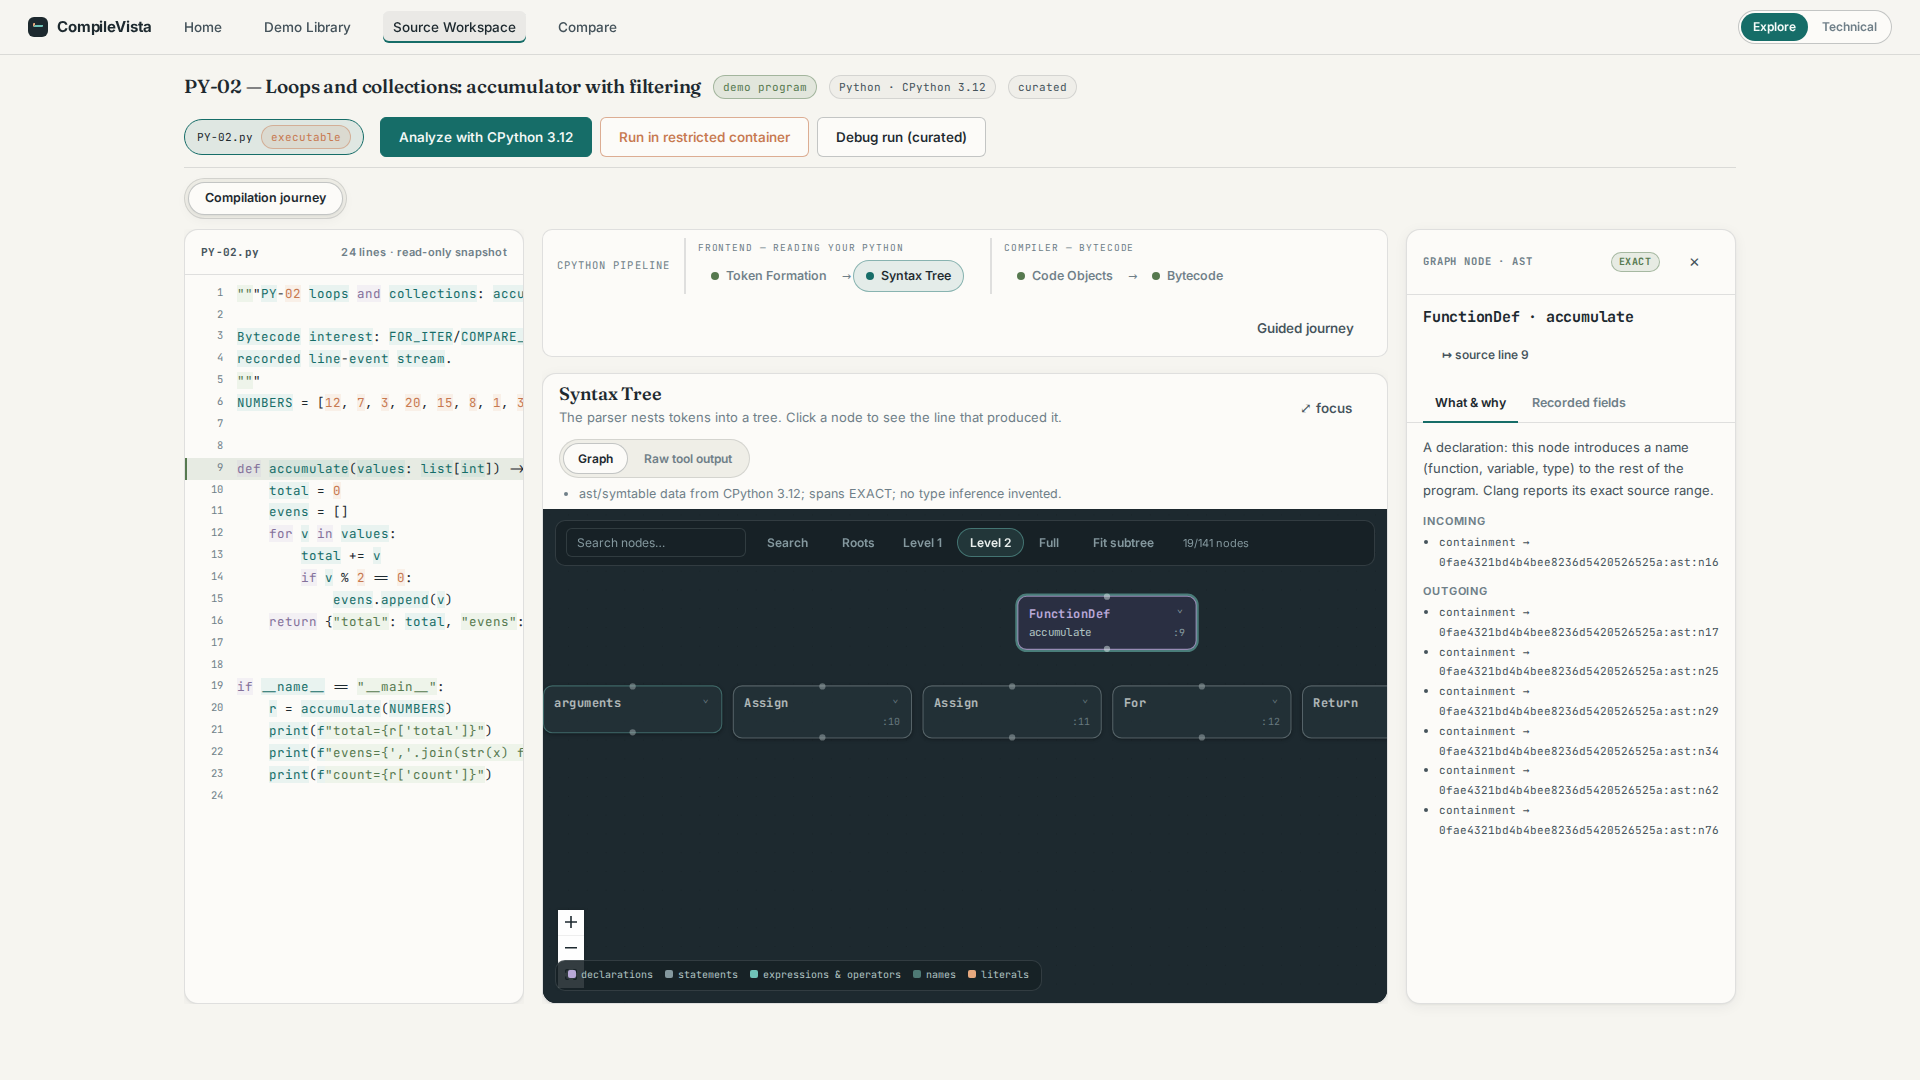 CompileVista
Home
Demo Library
Source Workspace
Compare
Explore
Technical
PY-02 — Loops and collections: accumulator with filtering
demo program
Python · CPython 3.12
curated
PY-02.py
executable
Analyze with CPython 3.12
Run in restricted container
Debug run (curated)
Compilation journey
PY-02.py
24 lines · read-only snapshot
1 """PY-02 loops and collections: accu
2
3 Bytecode interest: FOR_ITER/COMPARE_
4 recorded line-event stream.
5 """
6 NUMBERS = [12, 7, 3, 20, 15, 8, 1, 3
7
8
9 def accumulate(values: list[int]) ->
10 total = 0
11 evens = []
12 for v in values:
13 total += v
14 if v % 2 == 0:
15 evens.append(v)
16 return {"total": total, "evens":
17
18
19 if __name__ == "__main__":
20 r = accumulate(NUMBERS)
21 print(f"total={r['total']}")
22 print(f"evens={','.join(str(x) f
23 print(f"count={r['count']}")
24
CPYTHON PIPELINE
FRONTEND — READING YOUR PYTHON
Token Formation
→
Syntax Tree
COMPILER — BYTECODE
Code Objects
→
Bytecode
Guided journey
Syntax Tree
The parser nests tokens into a tree. Click a node to see the line that produced it.
⤢ focus
Graph
Raw tool output
• ast/symtable data from CPython 3.12; spans EXACT; no type inference invented.
Search nodes...
Search
Roots
Level 1
Level 2
Full
Fit subtree
19/141 nodes
FunctionDef
accumulate :9
arguments
Assign
:10
Assign
:11
For
:12
Return
+
−
declarations
statements
expressions & operators
names
literals
GRAPH NODE · AST
EXACT
✕
FunctionDef · accumulate
↦ source line 9
What & why
Recorded fields
A declaration: this node introduces a name
(function, variable, type) to the rest of the
program. Clang reports its exact source range.
INCOMING
• containment →
0fae4321bd4b4bee8236d5420526525a:ast:n16
OUTGOING
• containment →
0fae4321bd4b4bee8236d5420526525a:ast:n17
• containment →
0fae4321bd4b4bee8236d5420526525a:ast:n25
• containment →
0fae4321bd4b4bee8236d5420526525a:ast:n29
• containment →
0fae4321bd4b4bee8236d5420526525a:ast:n34
• containment →
0fae4321bd4b4bee8236d5420526525a:ast:n62
• containment →
0fae4321bd4b4bee8236d5420526525a:ast:n76